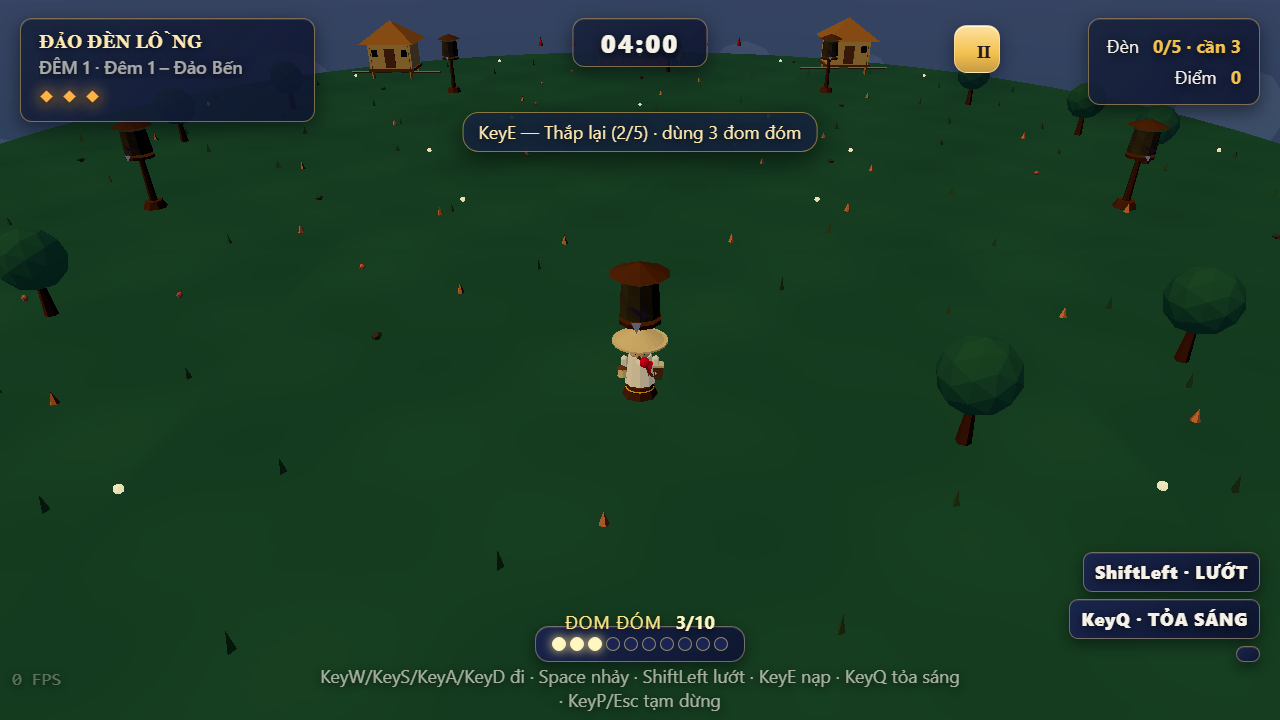 ĐẢO ĐÈN LỒNG
ĐÊM 1 · Đêm 1 – Đảo Bến
04:00
II
Đèn 0/5 · cần 3
Điểm 0
KeyE — Thắp lại (2/5) · dùng 3 đom đóm
ShiftLeft · LƯỚT
KeyQ · TỎA SÁNG
ĐOM ĐÓM 3/10
0 FPS
KeyW/KeyS/KeyA/KeyD đi · Space nhảy · ShiftLeft lướt · KeyE nạp · KeyQ tỏa sáng
· KeyP/Esc tạm dừng